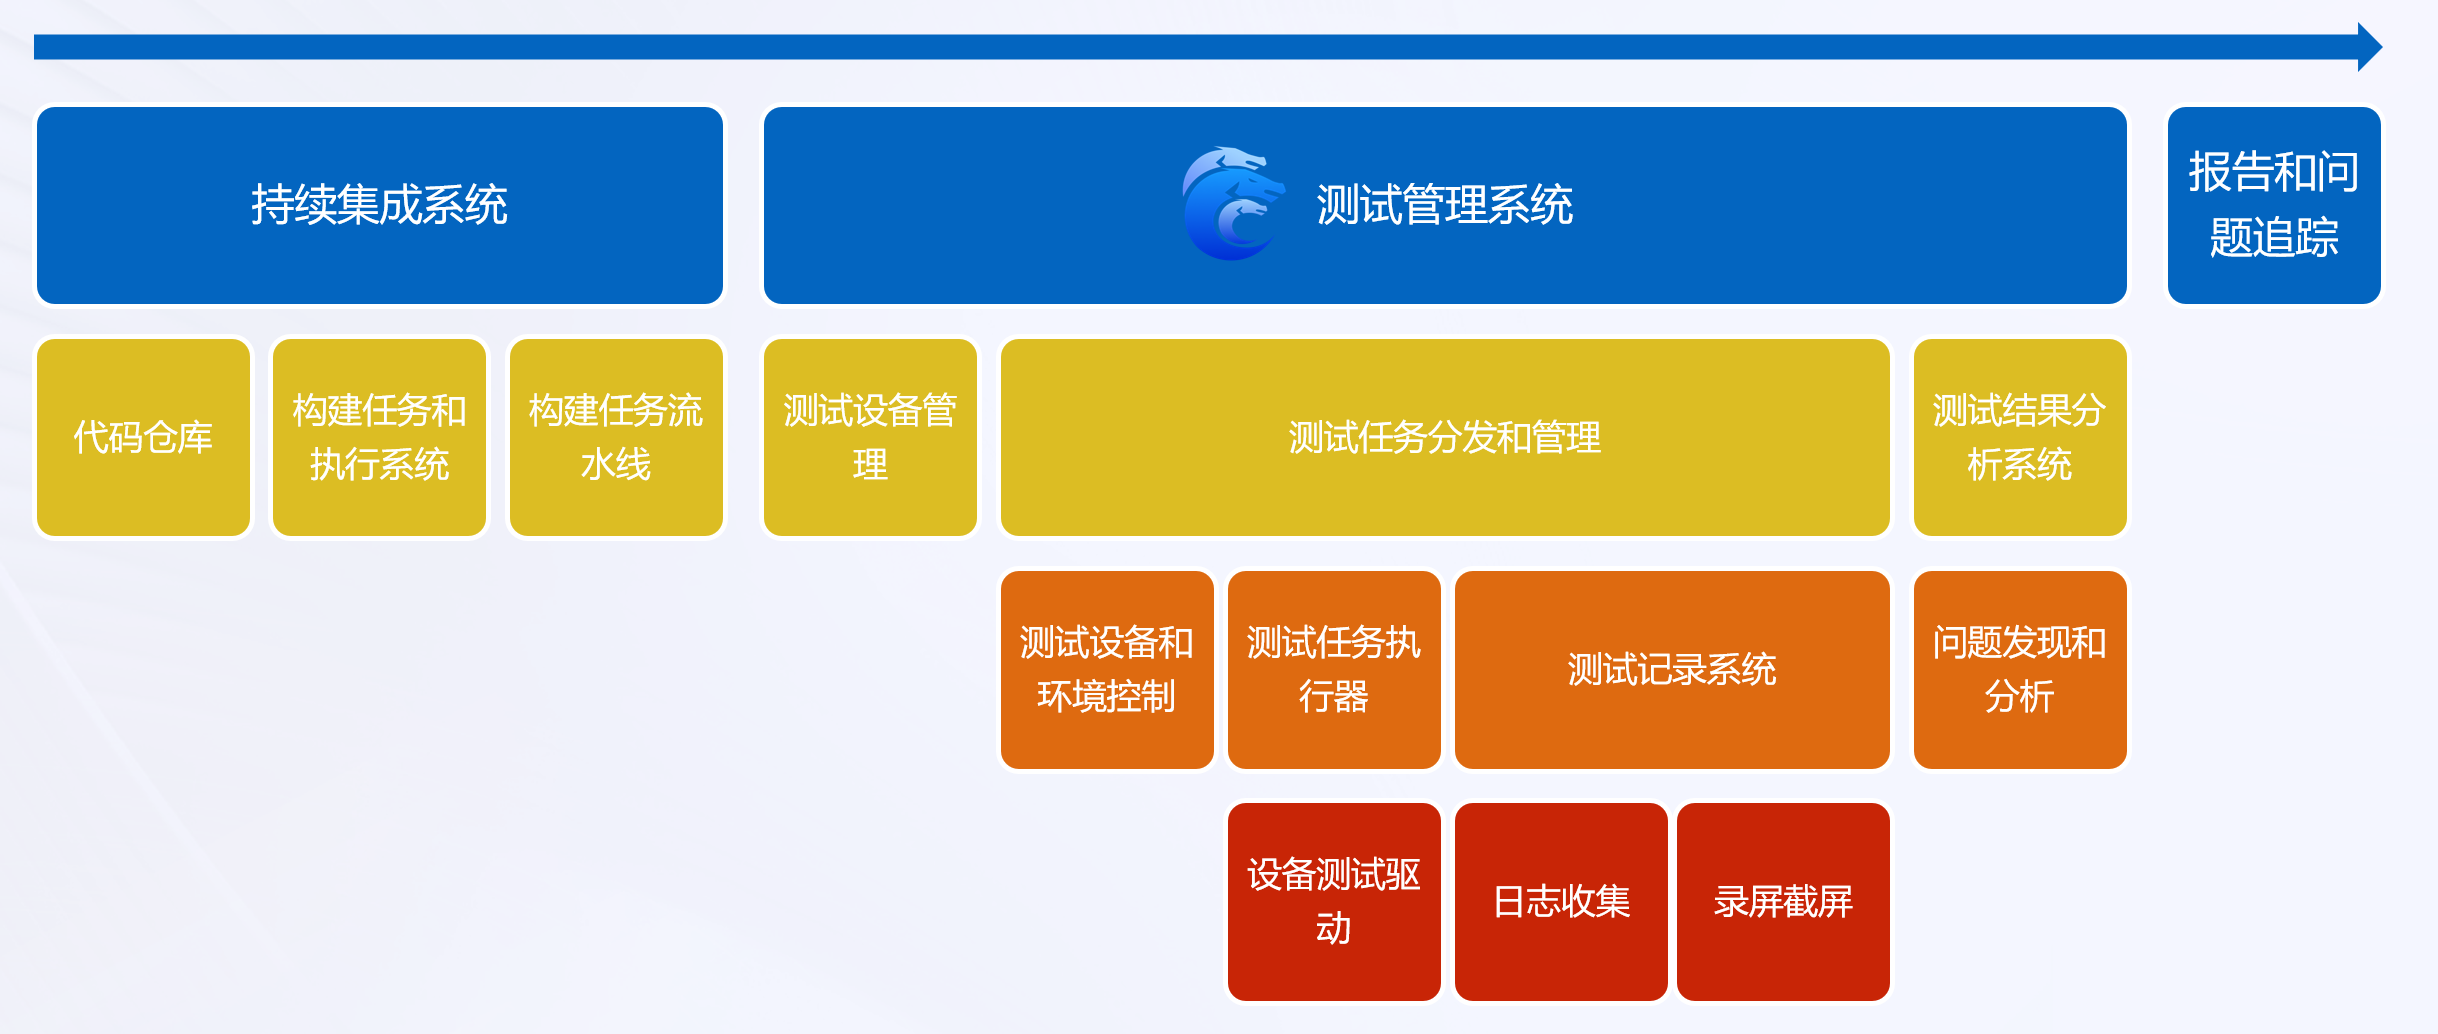 持续集成系统
测试管理系统
报告和问
题追踪
代码仓库
构建任务和
执行系统
构建任务流
水线
测试设备管
理
测试任务分发和管理
测试结果分
析系统
测试设备和
环境控制
测试任务执
行器
测试记录系统
问题发现和
分析
设备测试驱
动
日志收集
录屏截屏